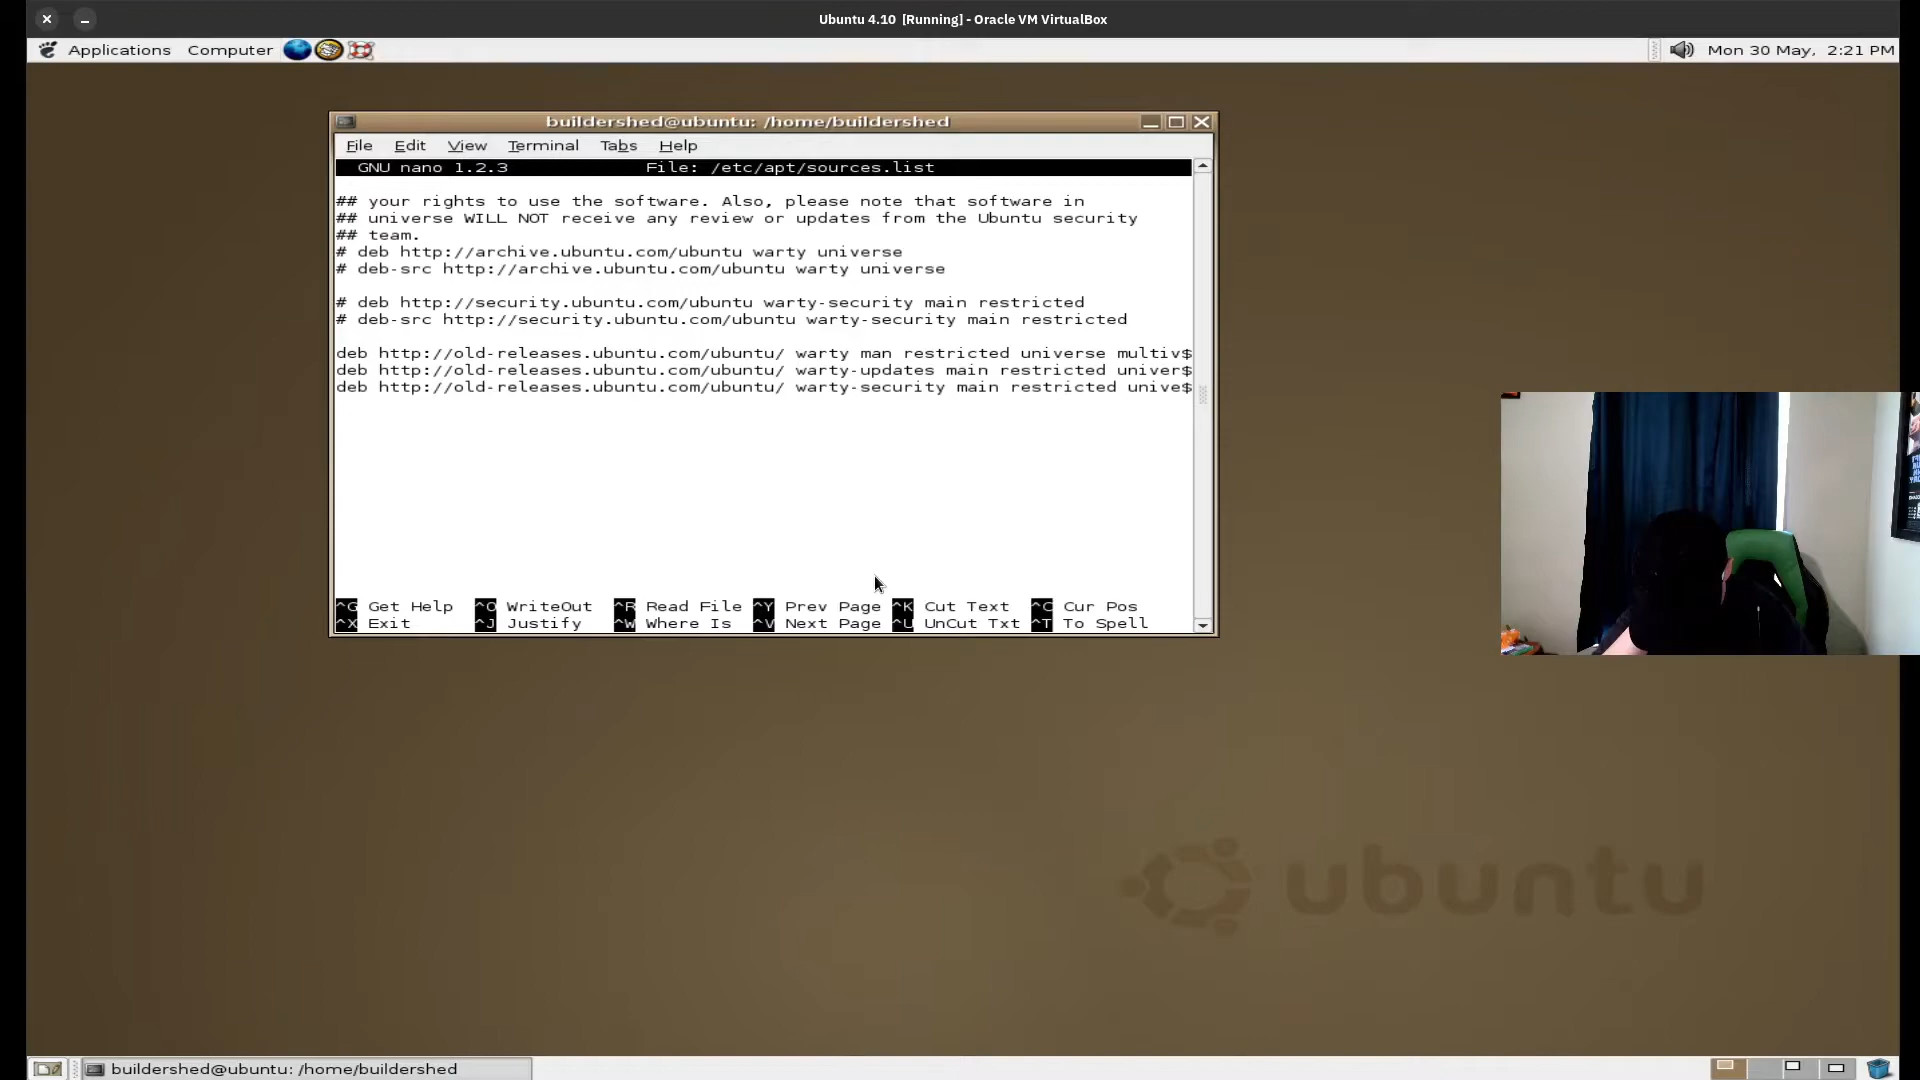 Ubuntu 4.10 [Running] - Oracle VM VirtualBox
Applications Computer
Mon 30 May, 2:21 PM
buildershed@ubuntu: /home/buildershed
File Edit View Terminal Tabs Help
GNU nano 1.2.3 File: /etc/apt/sources.list
## your rights to use the software. Also, please note that software in
## universe WILL NOT receive any review or updates from the Ubuntu security
## team.
# deb http://archive.ubuntu.com/ubuntu warty universe
# deb-src http://archive.ubuntu.com/ubuntu warty universe
# deb http://security.ubuntu.com/ubuntu warty-security main restricted
# deb-src http://security.ubuntu.com/ubuntu warty-security main restricted
deb http://old-releases.ubuntu.com/ubuntu/ warty man restricted universe multiv$
deb http://old-releases.ubuntu.com/ubuntu/ warty-updates main restricted univer$
deb http://old-releases.ubuntu.com/ubuntu/ warty-security main restricted unive$
^G Get Help ^O WriteOut ^R Read File ^Y Prev Page ^K Cut Text ^C Cur Pos
^X Exit ^J Justify ^W Where Is ^V Next Page ^U UnCut Txt ^T To Spell
ubuntu
buildershed@ubuntu: /home/buildershed